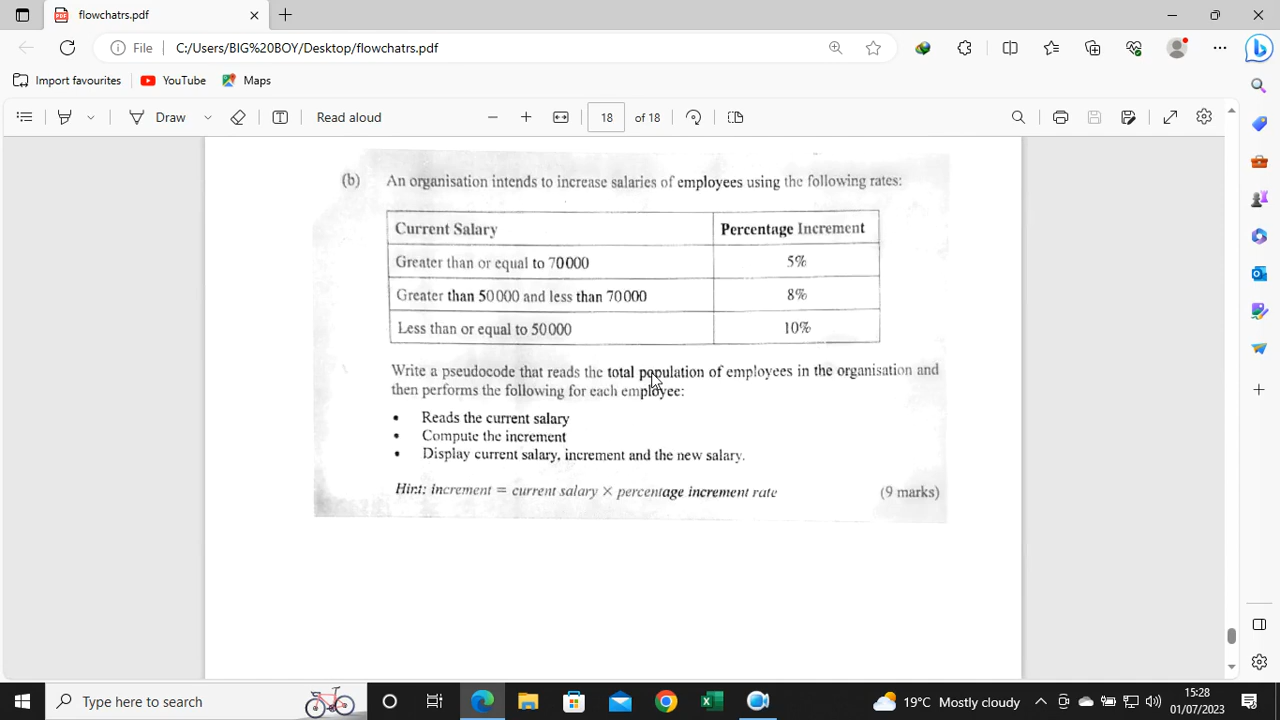 flowchatrs.pdf
File C:/Users/BIG%20BOY/Desktop/flowchatrs.pdf
Import favourites YouTube Maps
Draw Read aloud 18 of 18
(b) An organisation intends to increase salaries of employees using the following rates:
Current Salary Percentage Increment
Greater than or equal to 70000 5%
Greater than 50000 and less than 70000 8%
Less than or equal to 50000 10%
Write a pseudocode that reads the total population of employees in the organisation and
then performs the following for each employee:
• Reads the current salary
• Compute the increment
• Display current salary, increment and the new salary.
Hint: increment = current salary × percentage increment rate (9 marks)
Type here to search 19°C Mostly cloudy 15:28
01/07/2023